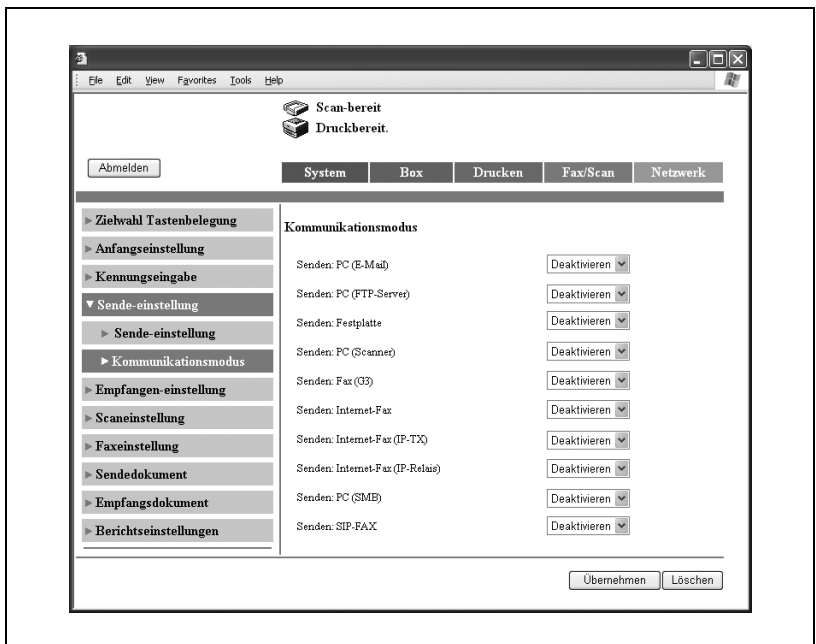 File Edit View Favorites Tools Help
Scan-bereit
Druckbereit.
Abmelden
System Box Drucken Fax/Scan Netzwerk
Zielwahl Tastenbelegung
Anfangseinstellung
Kennungseingabe
Sende-einstellung
Sende-einstellung
Kommunikationsmodus
Empfangen-einstellung
Scaneinstellung
Faxeinstellung
Sendedokument
Empfangsdokument
Berichtseinstellungen
Kommunikationsmodus
Senden: PC (E-Mail) Deaktivieren
Senden: PC (FTP-Server) Deaktivieren
Senden: Festplatte Deaktivieren
Senden: PC (Scanner) Deaktivieren
Senden: Fax (G3) Deaktivieren
Senden: Internet-Fax Deaktivieren
Senden: Internet-Fax (IP-TX) Deaktivieren
Senden: Internet-Fax (IP-Relais) Deaktivieren
Senden: PC (SMB) Deaktivieren
Senden: SIP-FAX Deaktivieren
Übernehmen Löschen